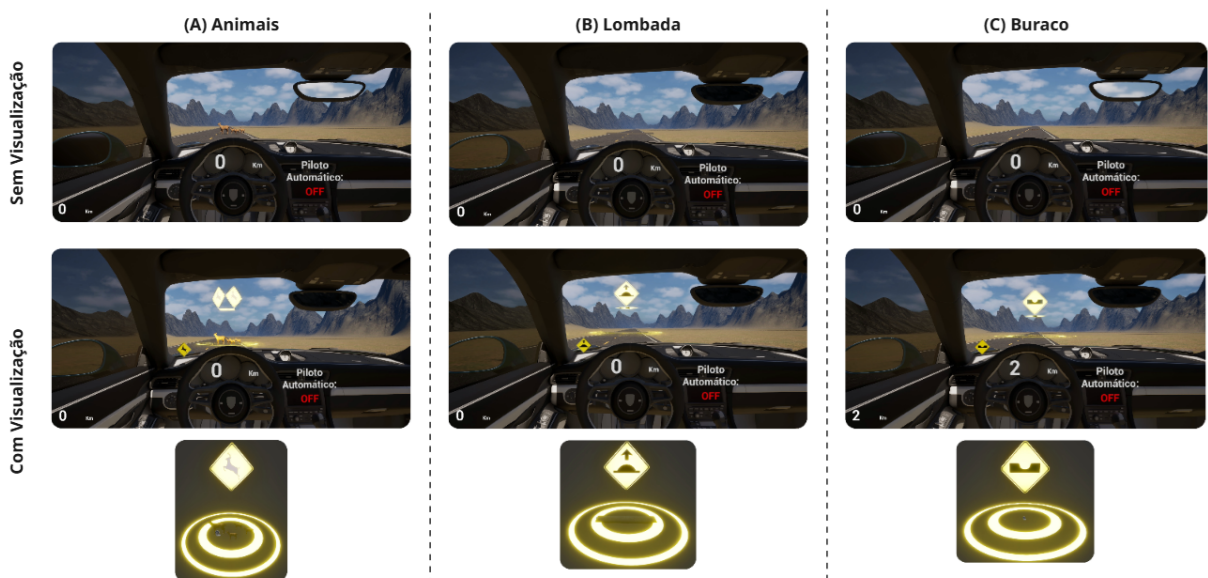 (A) Animais
(B) Lombada
(C) Buraco
Sem Visualização
0
Km
Piloto
Automático:
OFF
0
Km
0
Km
Piloto
Automático:
OFF
0
Km
0
Km
Piloto
Automático:
OFF
0
Km
Com Visualização
0
Km
Piloto
Automático:
OFF
0
Km
0
Km
Piloto
Automático:
OFF
0
Km
2
Km
Piloto
Automático:
OFF
2
Km